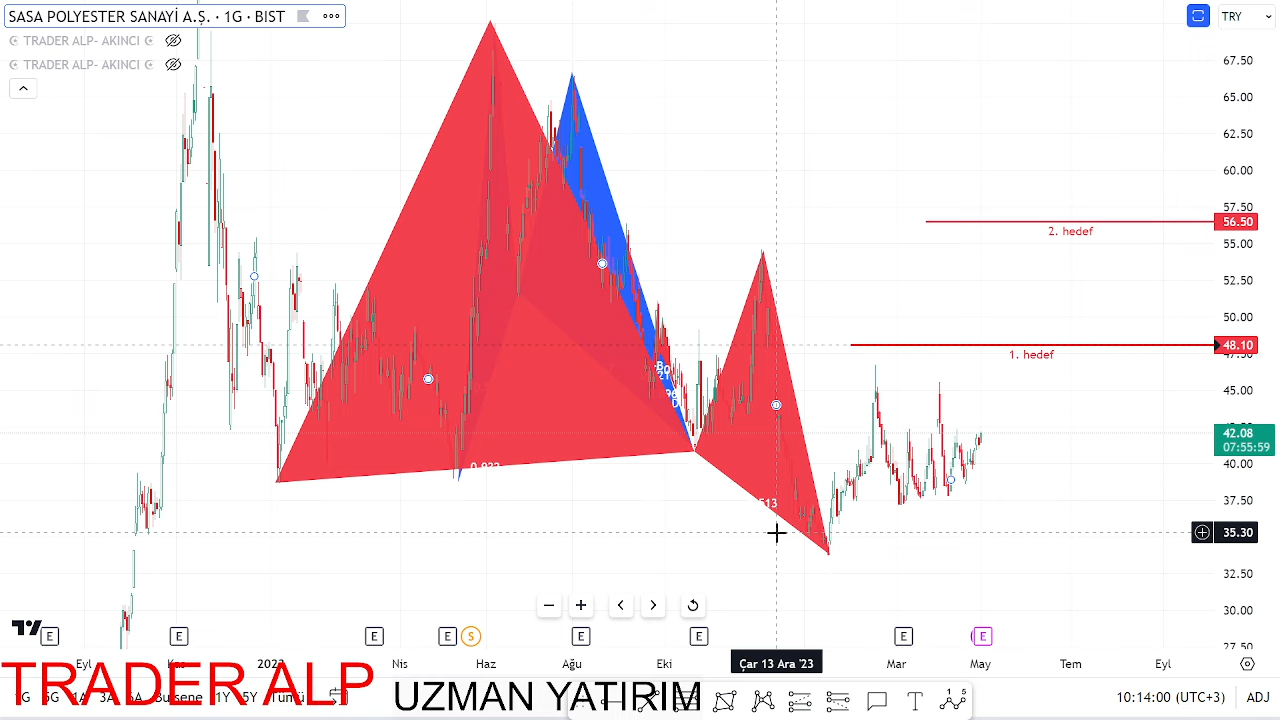 SASA POLYESTER SANAYİ A.Ş. · 1G · BIST
TRADER ALP- AKINCI
TRADER ALP- AKINCI
TRY
67.50
65.00
62.50
60.00
57.50
56.50
2. hedef
55.00
52.50
50.00
48.10
1. hedef
45.00
42.08
07:55:59
40.00
37.50
35.30
32.50
30.00
27.50
E
E
E
E
S
E
E
E
E
Eyl
Nis
Haz
Ağu
Eki
Çar 13 Ara '23
Mar
May
Tem
Eyl
TRADER ALP
UZMAN YATIRIM
10:14:00 (UTC+3)
ADJ